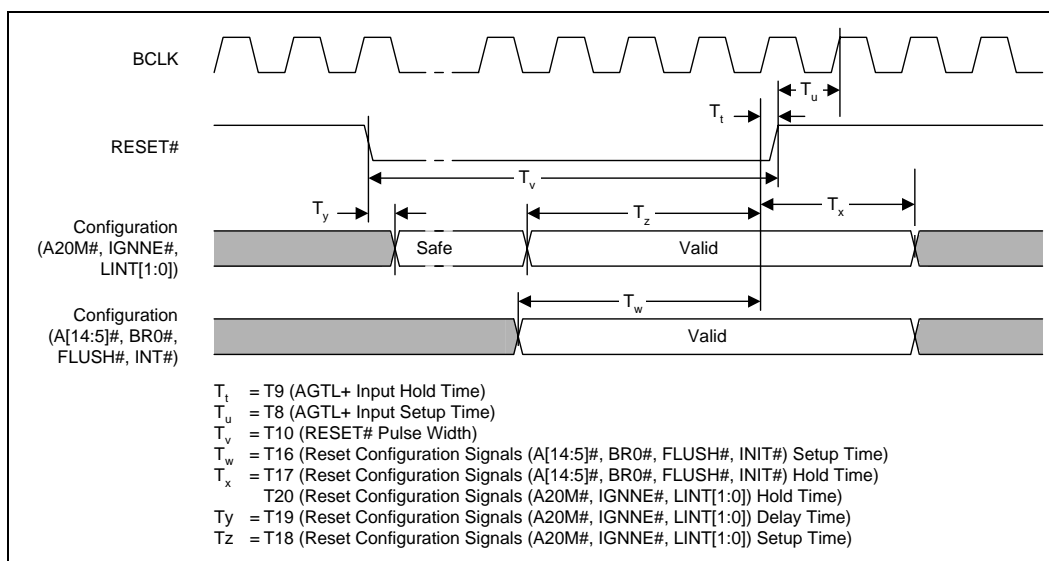 BCLK
T_u
T_t
RESET#
T_v
T_y
T_z
T_x
Configuration
(A20M#, IGNNE#,
LINT[1:0])
Safe
Valid
T_w
Configuration
(A[14:5]#, BR0#,
FLUSH#, INT#)
Valid
T_t = T9 (AGTL+ Input Hold Time)
T_u = T8 (AGTL+ Input Setup Time)
T_v = T10 (RESET# Pulse Width)
T_w = T16 (Reset Configuration Signals (A[14:5]#, BR0#, FLUSH#, INIT#) Setup Time)
T_x = T17 (Reset Configuration Signals (A[14:5]#, BR0#, FLUSH#, INIT#) Hold Time)
T20 (Reset Configuration Signals (A20M#, IGNNE#, LINT[1:0]) Hold Time)
Ty = T19 (Reset Configuration Signals (A20M#, IGNNE#, LINT[1:0]) Delay Time)
Tz = T18 (Reset Configuration Signals (A20M#, IGNNE#, LINT[1:0]) Setup Time)